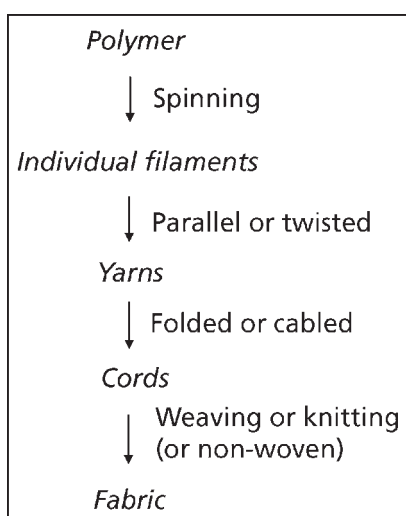 Polymer
Spinning
Individual filaments
Parallel or twisted
Yarns
Folded or cabled
Cords
Weaving or knitting
(or non-woven)
Fabric